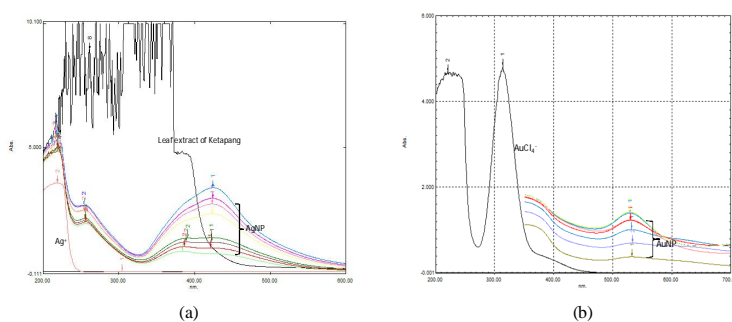 10.100
5.000
-0.111
Abs.
200.00
300.00
400.00
500.00
600.00
nm.
Leaf extract of Ketapang
AgNP
Ag+
(a)
6.000
4.000
2.000
-0.001
Abs.
200.00
300.00
400.00
500.00
600.00
700.00
nm.
AuCl4-
AuNP
(b)